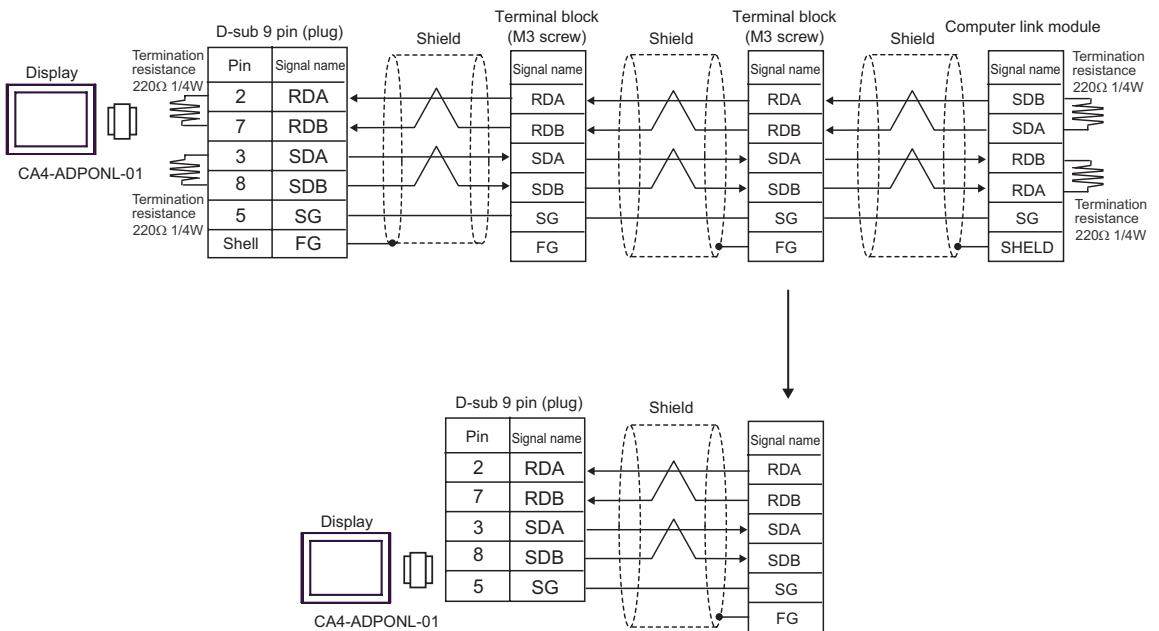 D-sub 9 pin (plug)
Shield
Terminal block
(M3 screw)
Shield
Terminal block
(M3 screw)
Shield
Computer link module
Display
CA4-ADPONL-01
Termination
resistance
220Ω 1/4W
Termination
resistance
220Ω 1/4W
Pin Signal name
2 RDA
7 RDB
3 SDA
8 SDB
5 SG
Shell FG
Signal name
RDA
RDB
SDA
SDB
SG
FG
Signal name
RDA
RDB
SDA
SDB
SG
FG
Signal name
SDB
SDA
RDB
RDA
SG
SHELD
Termination
resistance
220Ω 1/4W
Termination
resistance
220Ω 1/4W
D-sub 9 pin (plug)
Shield
Display
CA4-ADPONL-01
Pin Signal name
2 RDA
7 RDB
3 SDA
8 SDB
5 SG
Signal name
RDA
RDB
SDA
SDB
SG
FG